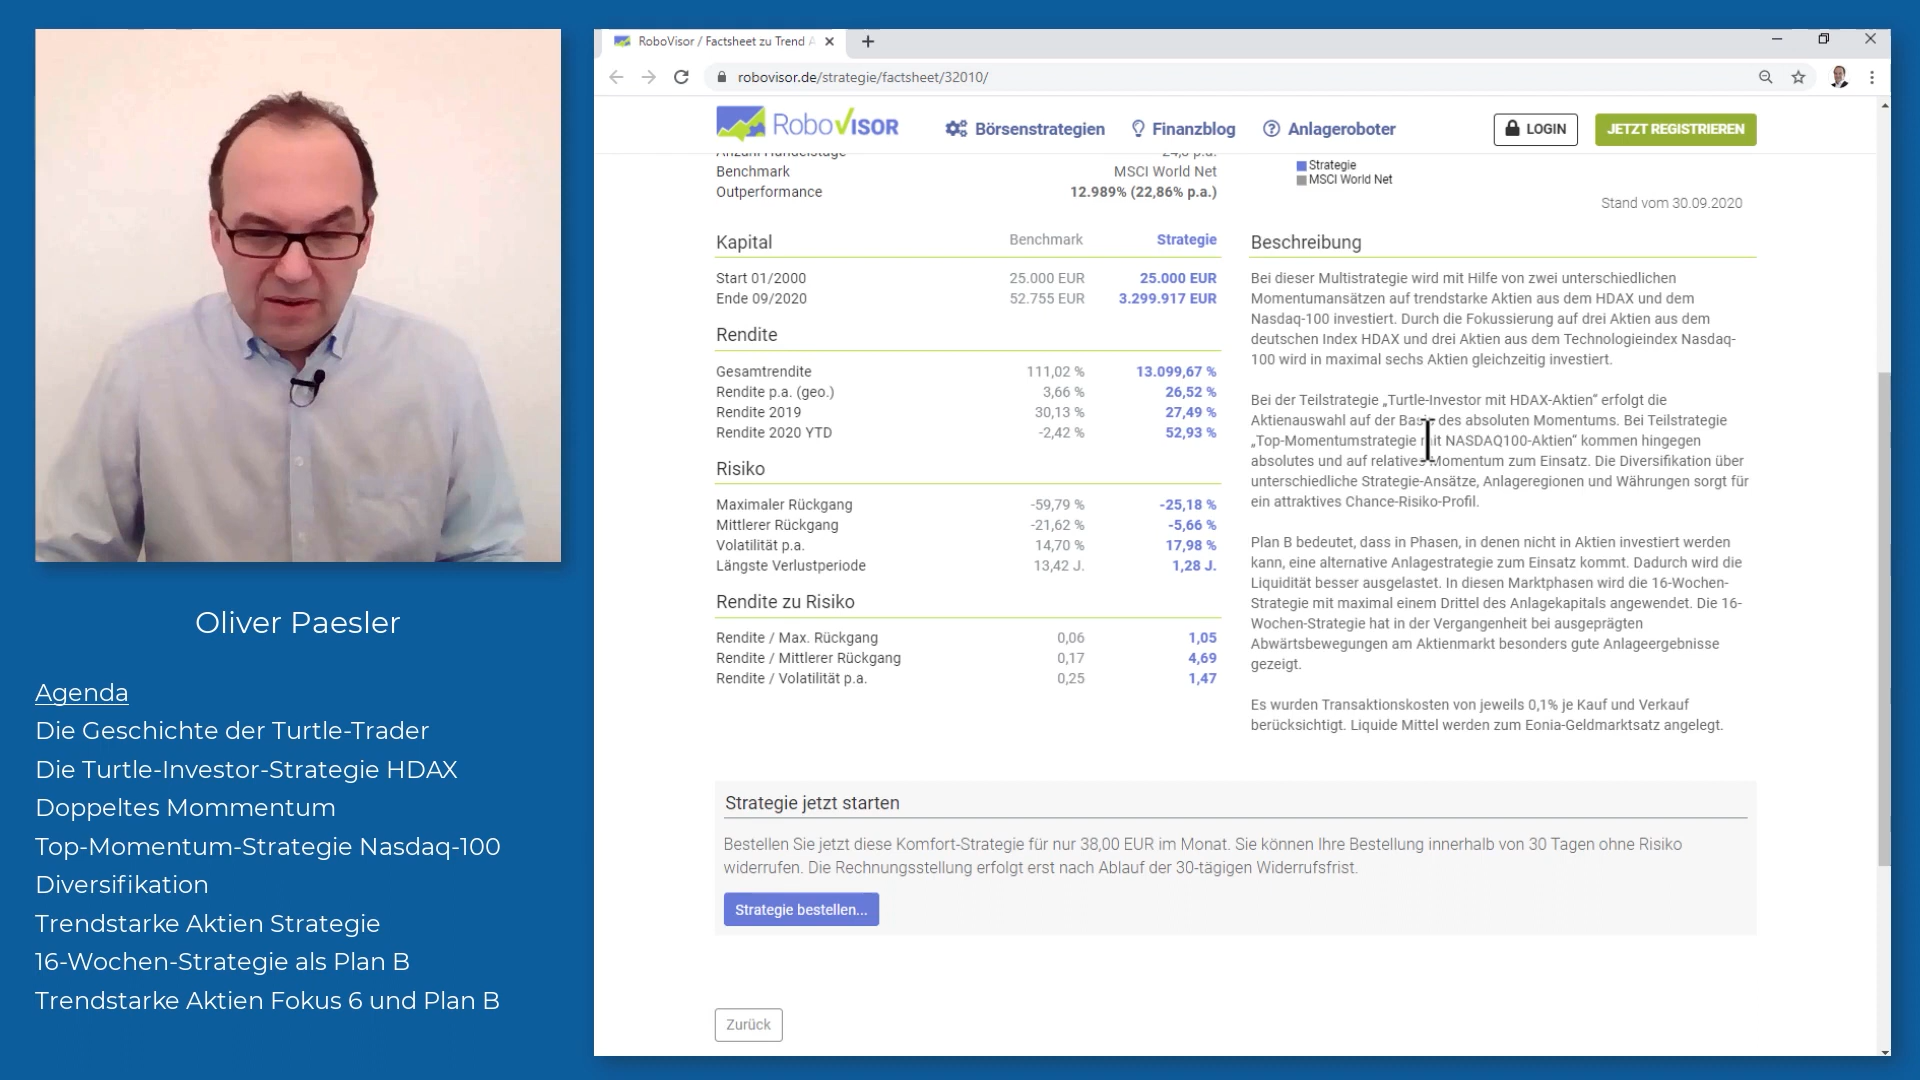 Oliver Paesler
Agenda
Die Geschichte der Turtle-Trader
Die Turtle-Investor-Strategie HDAX
Doppeltes Mommentum
Top-Momentum-Strategie Nasdaq-100
Diversifikation
Trendstarke Aktien Strategie
16-Wochen-Strategie als Plan B
Trendstarke Aktien Fokus 6 und Plan B
RoboVisor / Factsheet zu Trend
robovisor.de/strategie/factsheet/32010/
RoboVISOR Börsenstrategien Finanzblog Anlageroboter LOGIN JETZT REGISTRIEREN
Benchmark MSCI World Net
Outperformance 12.989% (22,86% p.a.)
Strategie
MSCI World Net
Stand vom 30.09.2020
Kapital Benchmark Strategie
Start 01/2000 25.000 EUR 25.000 EUR
Ende 09/2020 52.755 EUR 3.299.917 EUR
Rendite
Gesamtrendite 111,02 % 13.099,67 %
Rendite p.a. (geo.) 3,66 % 26,52 %
Rendite 2019 30,13 % 27,49 %
Rendite 2020 YTD -2,42 % 52,93 %
Risiko
Maximaler Rückgang -59,79 % -25,18 %
Mittlerer Rückgang -21,62 % -5,66 %
Volatilität p.a. 14,70 % 17,98 %
Längste Verlustperiode 13,42 J. 1,28 J.
Rendite zu Risiko
Rendite / Max. Rückgang 0,06 1,05
Rendite / Mittlerer Rückgang 0,17 4,69
Rendite / Volatilität p.a. 0,25 1,47
Beschreibung
Bei dieser Multistrategie wird mit Hilfe von zwei unterschiedlichen
Momentumansätzen auf trendstarke Aktien aus dem HDAX und dem
Nasdaq-100 investiert. Durch die Fokussierung auf drei Aktien aus dem
deutschen Index HDAX und drei Aktien aus dem Technologieindex Nasdaq-
100 wird in maximal sechs Aktien gleichzeitig investiert.
Bei der Teilstrategie „Turtle-Investor mit HDAX-Aktien“ erfolgt die
Aktienauswahl auf der Basis des absoluten Momentums. Bei Teilstrategie
„Top-Momentumstrategie mit NASDAQ100-Aktien“ kommen hingegen
absolutes und auf relatives Momentum zum Einsatz. Die Diversifikation über
unterschiedliche Strategie-Ansätze, Anlageregionen und Währungen sorgt für
ein attraktives Chance-Risiko-Profil.
Plan B bedeutet, dass in Phasen, in denen nicht in Aktien investiert werden
kann, eine alternative Anlagestrategie zum Einsatz kommt. Dadurch wird die
Liquidität besser ausgelastet. In diesen Marktphasen wird die 16-Wochen-
Strategie mit maximal einem Drittel des Anlagekapitals angewendet. Die 16-
Wochen-Strategie hat in der Vergangenheit bei ausgeprägten
Abwärtsbewegungen am Aktienmarkt besonders gute Anlageergebnisse
gezeigt.
Es wurden Transaktionskosten von jeweils 0,1% je Kauf und Verkauf
berücksichtigt. Liquide Mittel werden zum Eonia-Geldmarktsatz angelegt.
Strategie jetzt starten
Bestellen Sie jetzt diese Komfort-Strategie für nur 38,00 EUR im Monat. Sie können Ihre Bestellung innerhalb von 30 Tagen ohne Risiko
widerrufen. Die Rechnungsstellung erfolgt erst nach Ablauf der 30-tägigen Widerrufsfrist.
Strategie bestellen...
Zurück